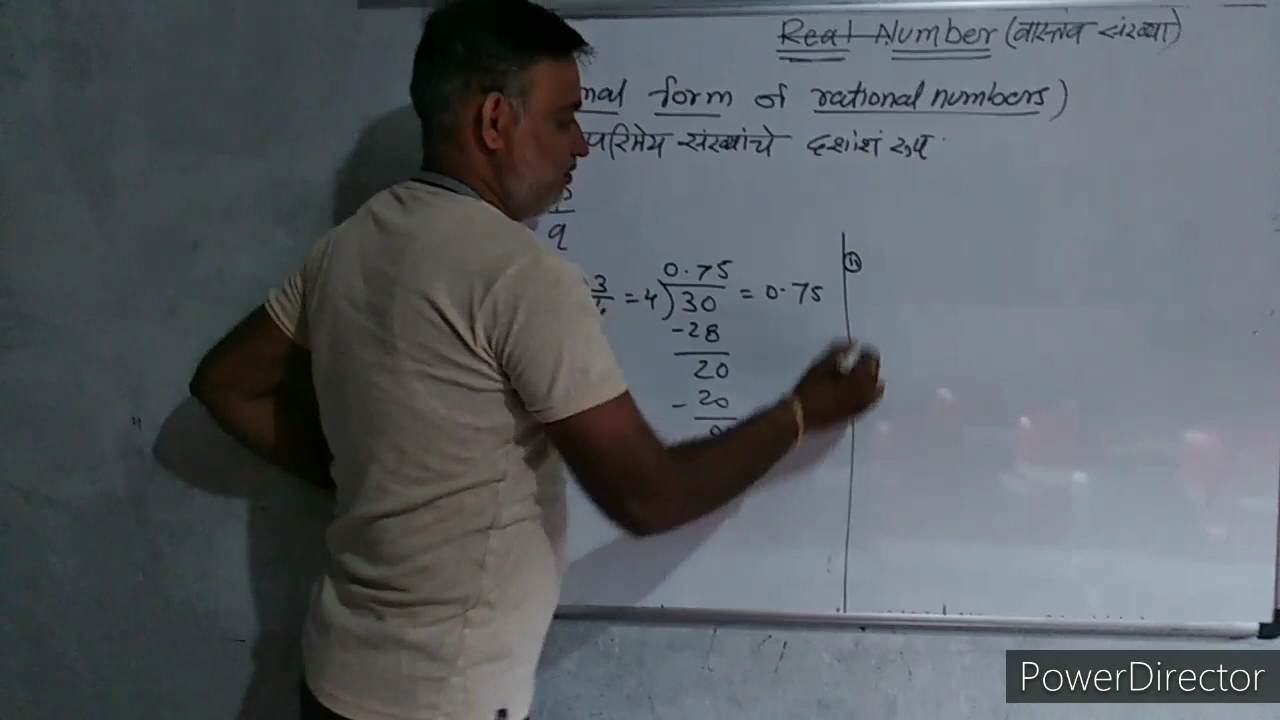 Real Number (वास्तव संख्या)
mal form of rational numbers)
परिमेय संख्यांचे दशांश रूप
q
0.75
3 = 4) 30 = 0.75
-28
20
- 20
0
PowerDirector